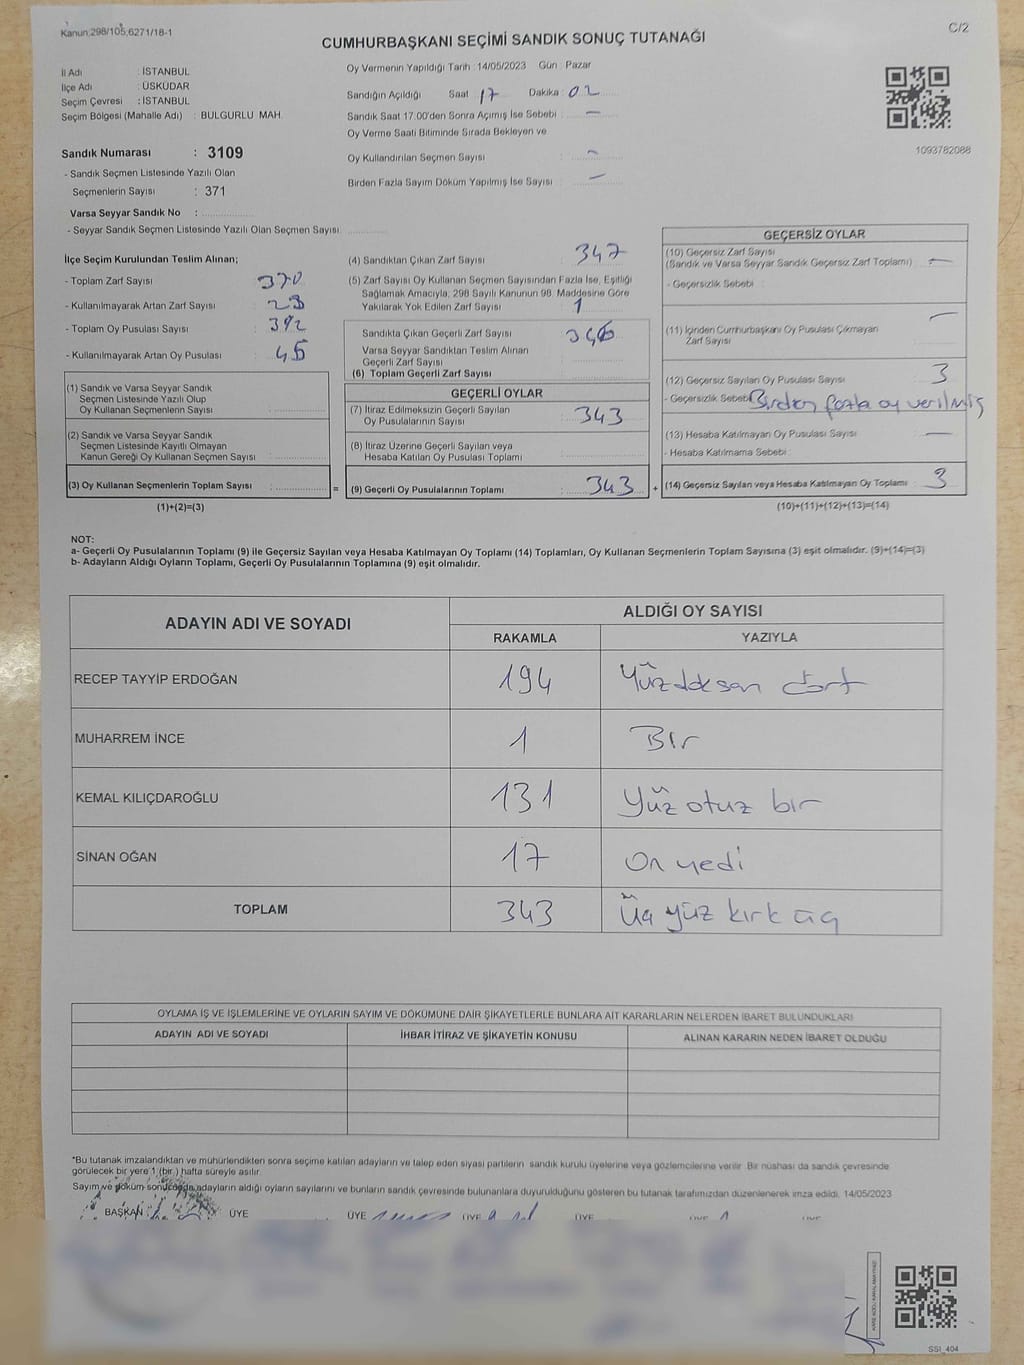 Kanun;298/105,6271/18-1
C/2
CUMHURBAŞKANI SEÇİMİ SANDIK SONUÇ TUTANAĞI
İl Adı : İSTANBUL
İlçe Adı : ÜSKÜDAR
Seçim Çevresi : İSTANBUL
Seçim Bölgesi (Mahalle Adı) : BULGURLU MAH.
Sandık Numarası : 3109
- Sandık Seçmen Listesinde Yazılı Olan
Seçmenlerin Sayısı : 371
Varsa Seyyar Sandık No :
- Seyyar Sandık Seçmen Listesinde Yazılı Olan Seçmen Sayısı:
Oy Vermenin Yapıldığı Tarih : 14/05/2023 Gün : Pazar
Sandığın Açıldığı Saat 17 Dakika : 02
Sandık Saat 17:00'den Sonra Açımış İse Sebebi : —
Oy Verme Saati Bitiminde Sırada Bekleyen ve
Oy Kullandırılan Seçmen Sayısı : —
Birden Fazla Sayım Döküm Yapılmış İse Sayısı : —
1093782088
İlçe Seçim Kurulundan Teslim Alınan;
- Toplam Zarf Sayısı : 370
- Kullanılmayarak Artan Zarf Sayısı : 23
- Toplam Oy Pusulası Sayısı : 392
- Kullanılmayarak Artan Oy Pusulası : 45
(1) Sandık ve Varsa Seyyar Sandık
Seçmen Listesinde Yazılı Olup
Oy Kullanan Seçmenlerin Sayısı :
(2) Sandık ve Varsa Seyyar Sandık
Seçmen Listesinde Kayıtlı Olmayan
Kanun Gereği Oy Kullanan Seçmen Sayısı :
(3) Oy Kullanan Seçmenlerin Toplam Sayısı :
(1)+(2)=(3)
=
(4) Sandıktan Çıkan Zarf Sayısı : 347
(5) Zarf Sayısı Oy Kullanan Seçmen Sayısından Fazla İse, Eşitliği
Sağlamak Amacıyla; 298 Sayılı Kanunun 98. Maddesine Göre
Yakılarak Yok Edilen Zarf Sayısı : 1
Sandıkta Çıkan Geçerli Zarf Sayısı : 346
Varsa Seyyar Sandıktan Teslim Alınan
Geçerli Zarf Sayısı
(6) Toplam Geçerli Zarf Sayısı :
GEÇERLİ OYLAR
(7) İtiraz Edilmeksizin Geçerli Sayılan
Oy Pusulalarının Sayısı : 343
(8) İtiraz Üzerine Geçerli Sayılan veya
Hesaba Katılan Oy Pusulası Toplamı :
(9) Geçerli Oy Pusulalarının Toplamı : 343
+
GEÇERSİZ OYLAR
(10) Geçersiz Zarf Sayısı
(Sandık ve Varsa Seyyar Sandık Geçersiz Zarf Toplamı) : —
- Geçersizlik Sebebi :
(11) İçinden Cumhurbaşkanı Oy Pusulası Çıkmayan : —
Zarf Sayısı
(12) Geçersiz Sayılan Oy Pusulası Sayısı : 3
- Geçersizlik Sebebi Birden fazla oy verilmiş
(13) Hesaba Katılmayan Oy Pusulası Sayısı : —
- Hesaba Katılmama Sebebi :
(14) Geçersiz Sayılan veya Hesaba Katılmayan Oy Toplamı : 3
(10)+(11)+(12)+(13)=(14)
NOT:
a- Geçerli Oy Pusulalarının Toplamı (9) ile Geçersiz Sayılan veya Hesaba Katılmayan Oy Toplamı (14) Toplamları, Oy Kullanan Seçmenlerin Toplam Sayısına (3) eşit olmalıdır. (9)+(14)=(3)
b- Adayların Aldığı Oyların Toplamı, Geçerli Oy Pusulalarının Toplamına (9) eşit olmalıdır.
ADAYIN ADI VE SOYADI ALDIĞI OY SAYISI
RAKAMLA YAZIYLA
RECEP TAYYİP ERDOĞAN 194 Yüzdoksan dört
MUHARREM İNCE 1 Bir
KEMAL KILIÇDAROĞLU 131 Yüz otuz bir
SİNAN OĞAN 17 On yedi
TOPLAM 343 Üç yüz kırk üç
OYLAMA İŞ VE İŞLEMLERİNE VE OYLARIN SAYIM VE DÖKÜMÜNE DAİR ŞİKAYETLERLE BUNLARA AİT KARARLARIN NELERDEN İBARET BULUNDUKLARI
ADAYIN ADI VE SOYADI İHBAR İTİRAZ VE ŞİKAYETİN KONUSU ALINAN KARARIN NEDEN İBARET OLDUĞU
*Bu tutanak imzalandıktan ve mühürlendikten sonra seçime katılan adayların ve talep eden siyasi partilerin sandık kurulu üyelerine veya gözlemcilerine verilir. Bir nüshası da sandık çevresinde
görülecek bir yere 1 (bir ) hafta süreyle asılır.
Sayım ve döküm sonucunda adayların aldığı oyların sayılarını ve bunların sandık çevresinde bulunanlara duyurulduğunu gösteren bu tutanak tarafımızdan düzenlenerek imza edildi. 14/05/2023
BAŞKAN ÜYE ÜYE ÜYE ÜYE ÜYE ÜYE
KARE KODU KARALAMAYINIZ!
SSI_404